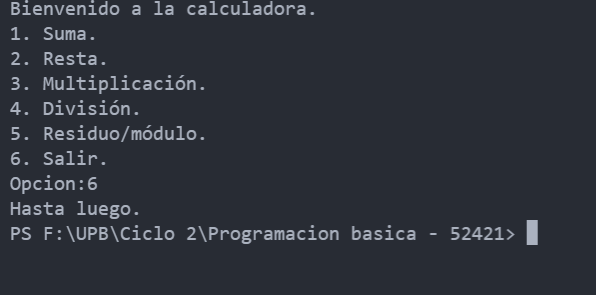 Bienvenido a la calculadora.
1. Suma.
2. Resta.
3. Multiplicación.
4. División.
5. Residuo/módulo.
6. Salir.
Opcion:6
Hasta luego.
PS F:\UPB\Ciclo 2\Programacion basica - 52421>